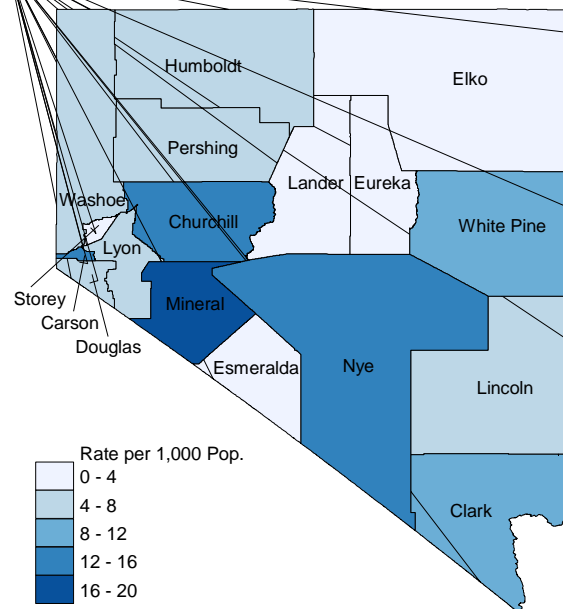 Humboldt
Elko
Pershing
Lander
Eureka
Washoe
Churchill
White Pine
Lyon
Storey
Mineral
Carson
Douglas
Esmeralda
Nye
Lincoln
Rate per 1,000 Pop.
0 - 4
4 - 8
8 - 12
12 - 16
16 - 20
Clark